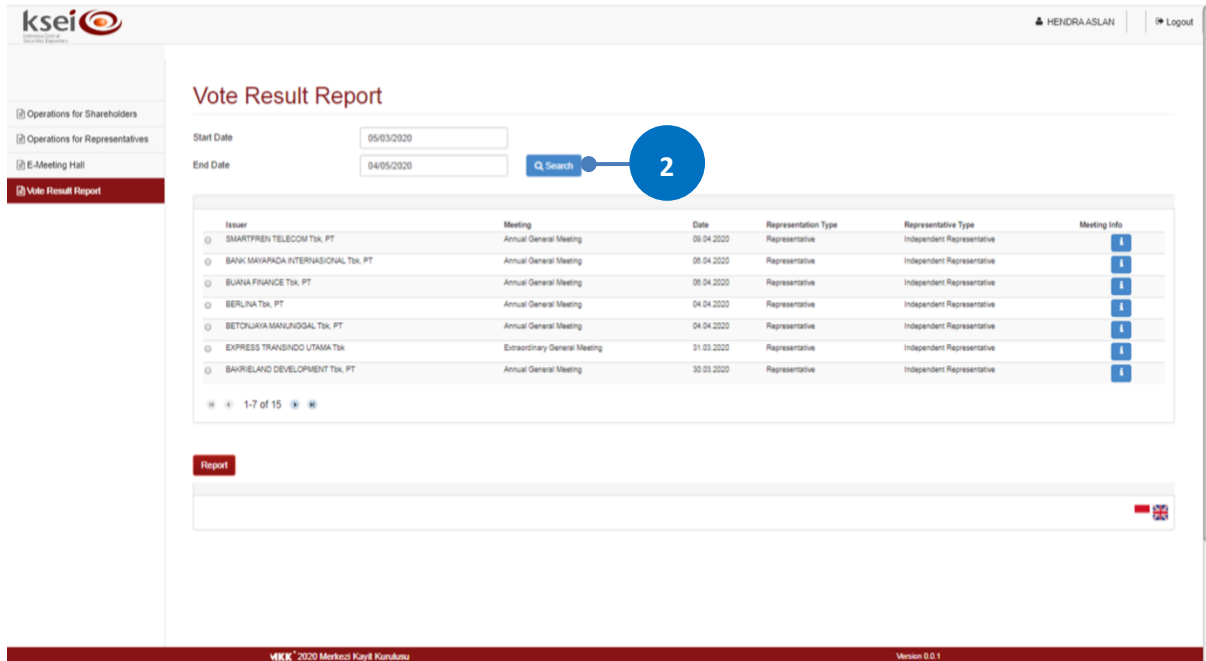 ksei
Indonesia Central
Securities Depository
HENDRA ASLAN
Logout
Operations for Shareholders
Operations for Representatives
E-Meeting Hall
Vote Result Report
Vote Result Report
Start Date 05/03/2020
End Date 04/05/2020 Search 2
Issuer Meeting Date Representation Type Representative Type Meeting Info
SMARTFREN TELECOM Tbk, PT Annual General Meeting 09.04.2020 Representative Independent Representative i
BANK MAYAPADA INTERNASIONAL Tbk, PT Annual General Meeting 06.04.2020 Representative Independent Representative i
BUANA FINANCE Tbk, PT Annual General Meeting 06.04.2020 Representative Independent Representative i
BERLINA Tbk, PT Annual General Meeting 04.04.2020 Representative Independent Representative i
BETONJAYA MANUNGGAL Tbk, PT Annual General Meeting 04.04.2020 Representative Independent Representative i
EXPRESS TRANSINDO UTAMA Tbk Extraordinary General Meeting 31.03.2020 Representative Independent Representative i
BAKRIELAND DEVELOPMENT Tbk, PT Annual General Meeting 30.03.2020 Representative Independent Representative i
1-7 of 15
Report
MKK 2020 Merkezi Kayit Kurulusu Version 0.0.1